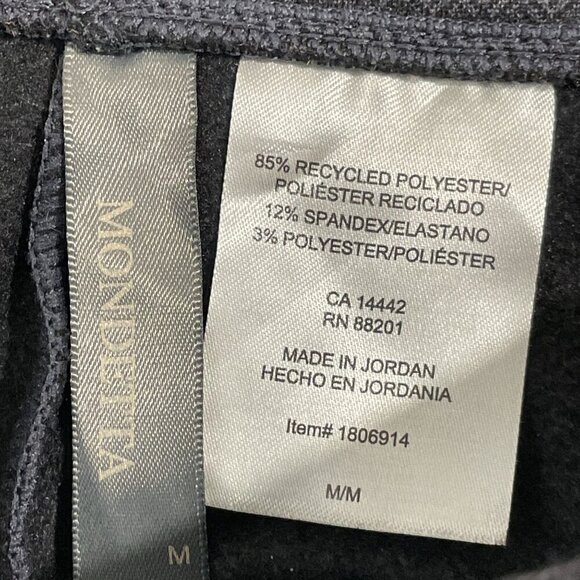 MONDETTA
M
85% RECYCLED POLYESTER/
POLIÉSTER RECICLADO
12% SPANDEX/ELASTANO
3% POLYESTER/POLIÉSTER
CA 14442
RN 88201
MADE IN JORDAN
HECHO EN JORDANIA
Item# 1806914
M/M